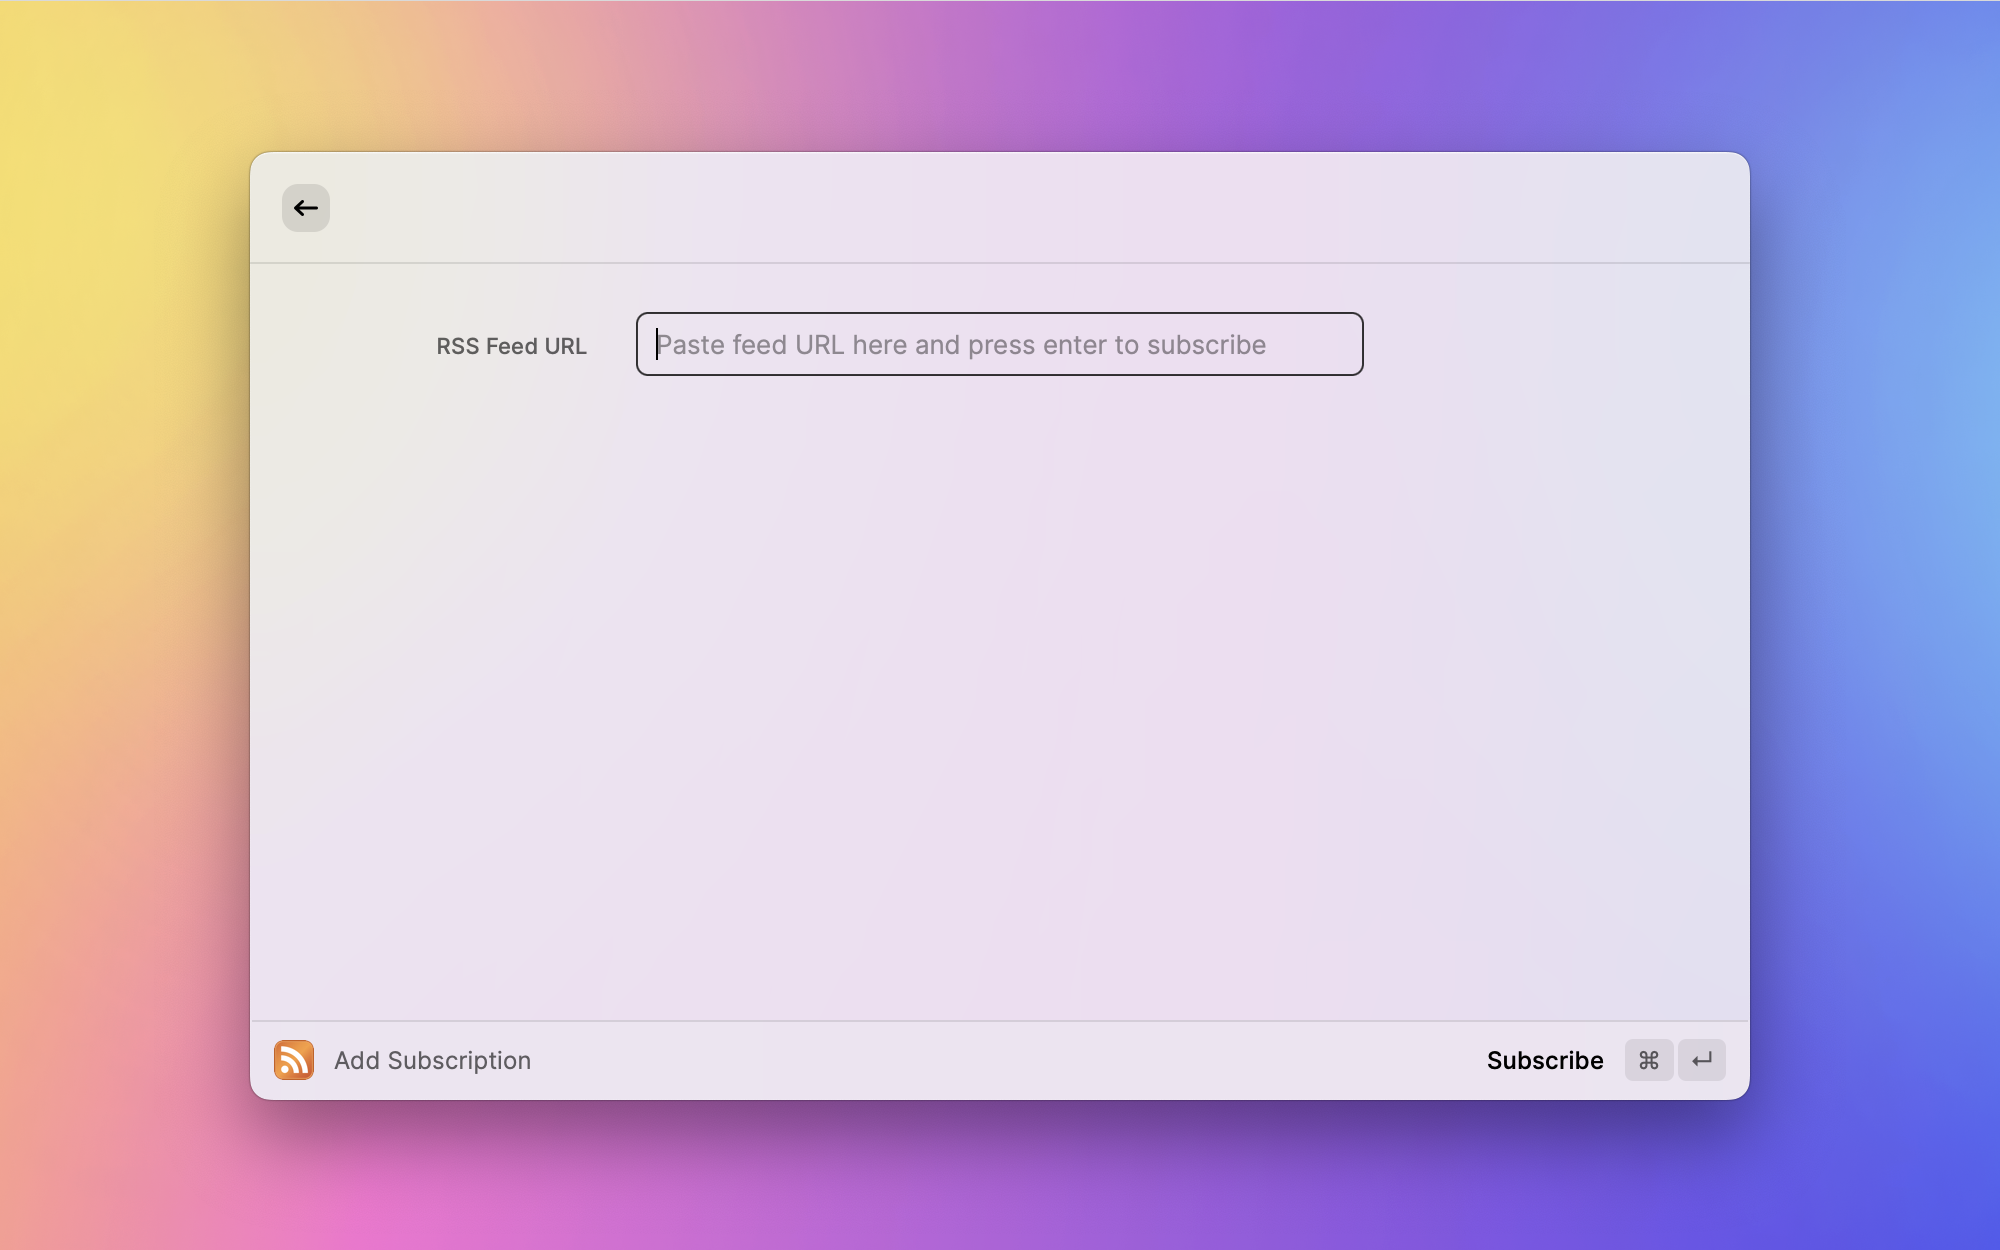 RSS Feed URL
Paste feed URL here and press enter to subscribe
Add Subscription
Subscribe ⌘ ↵